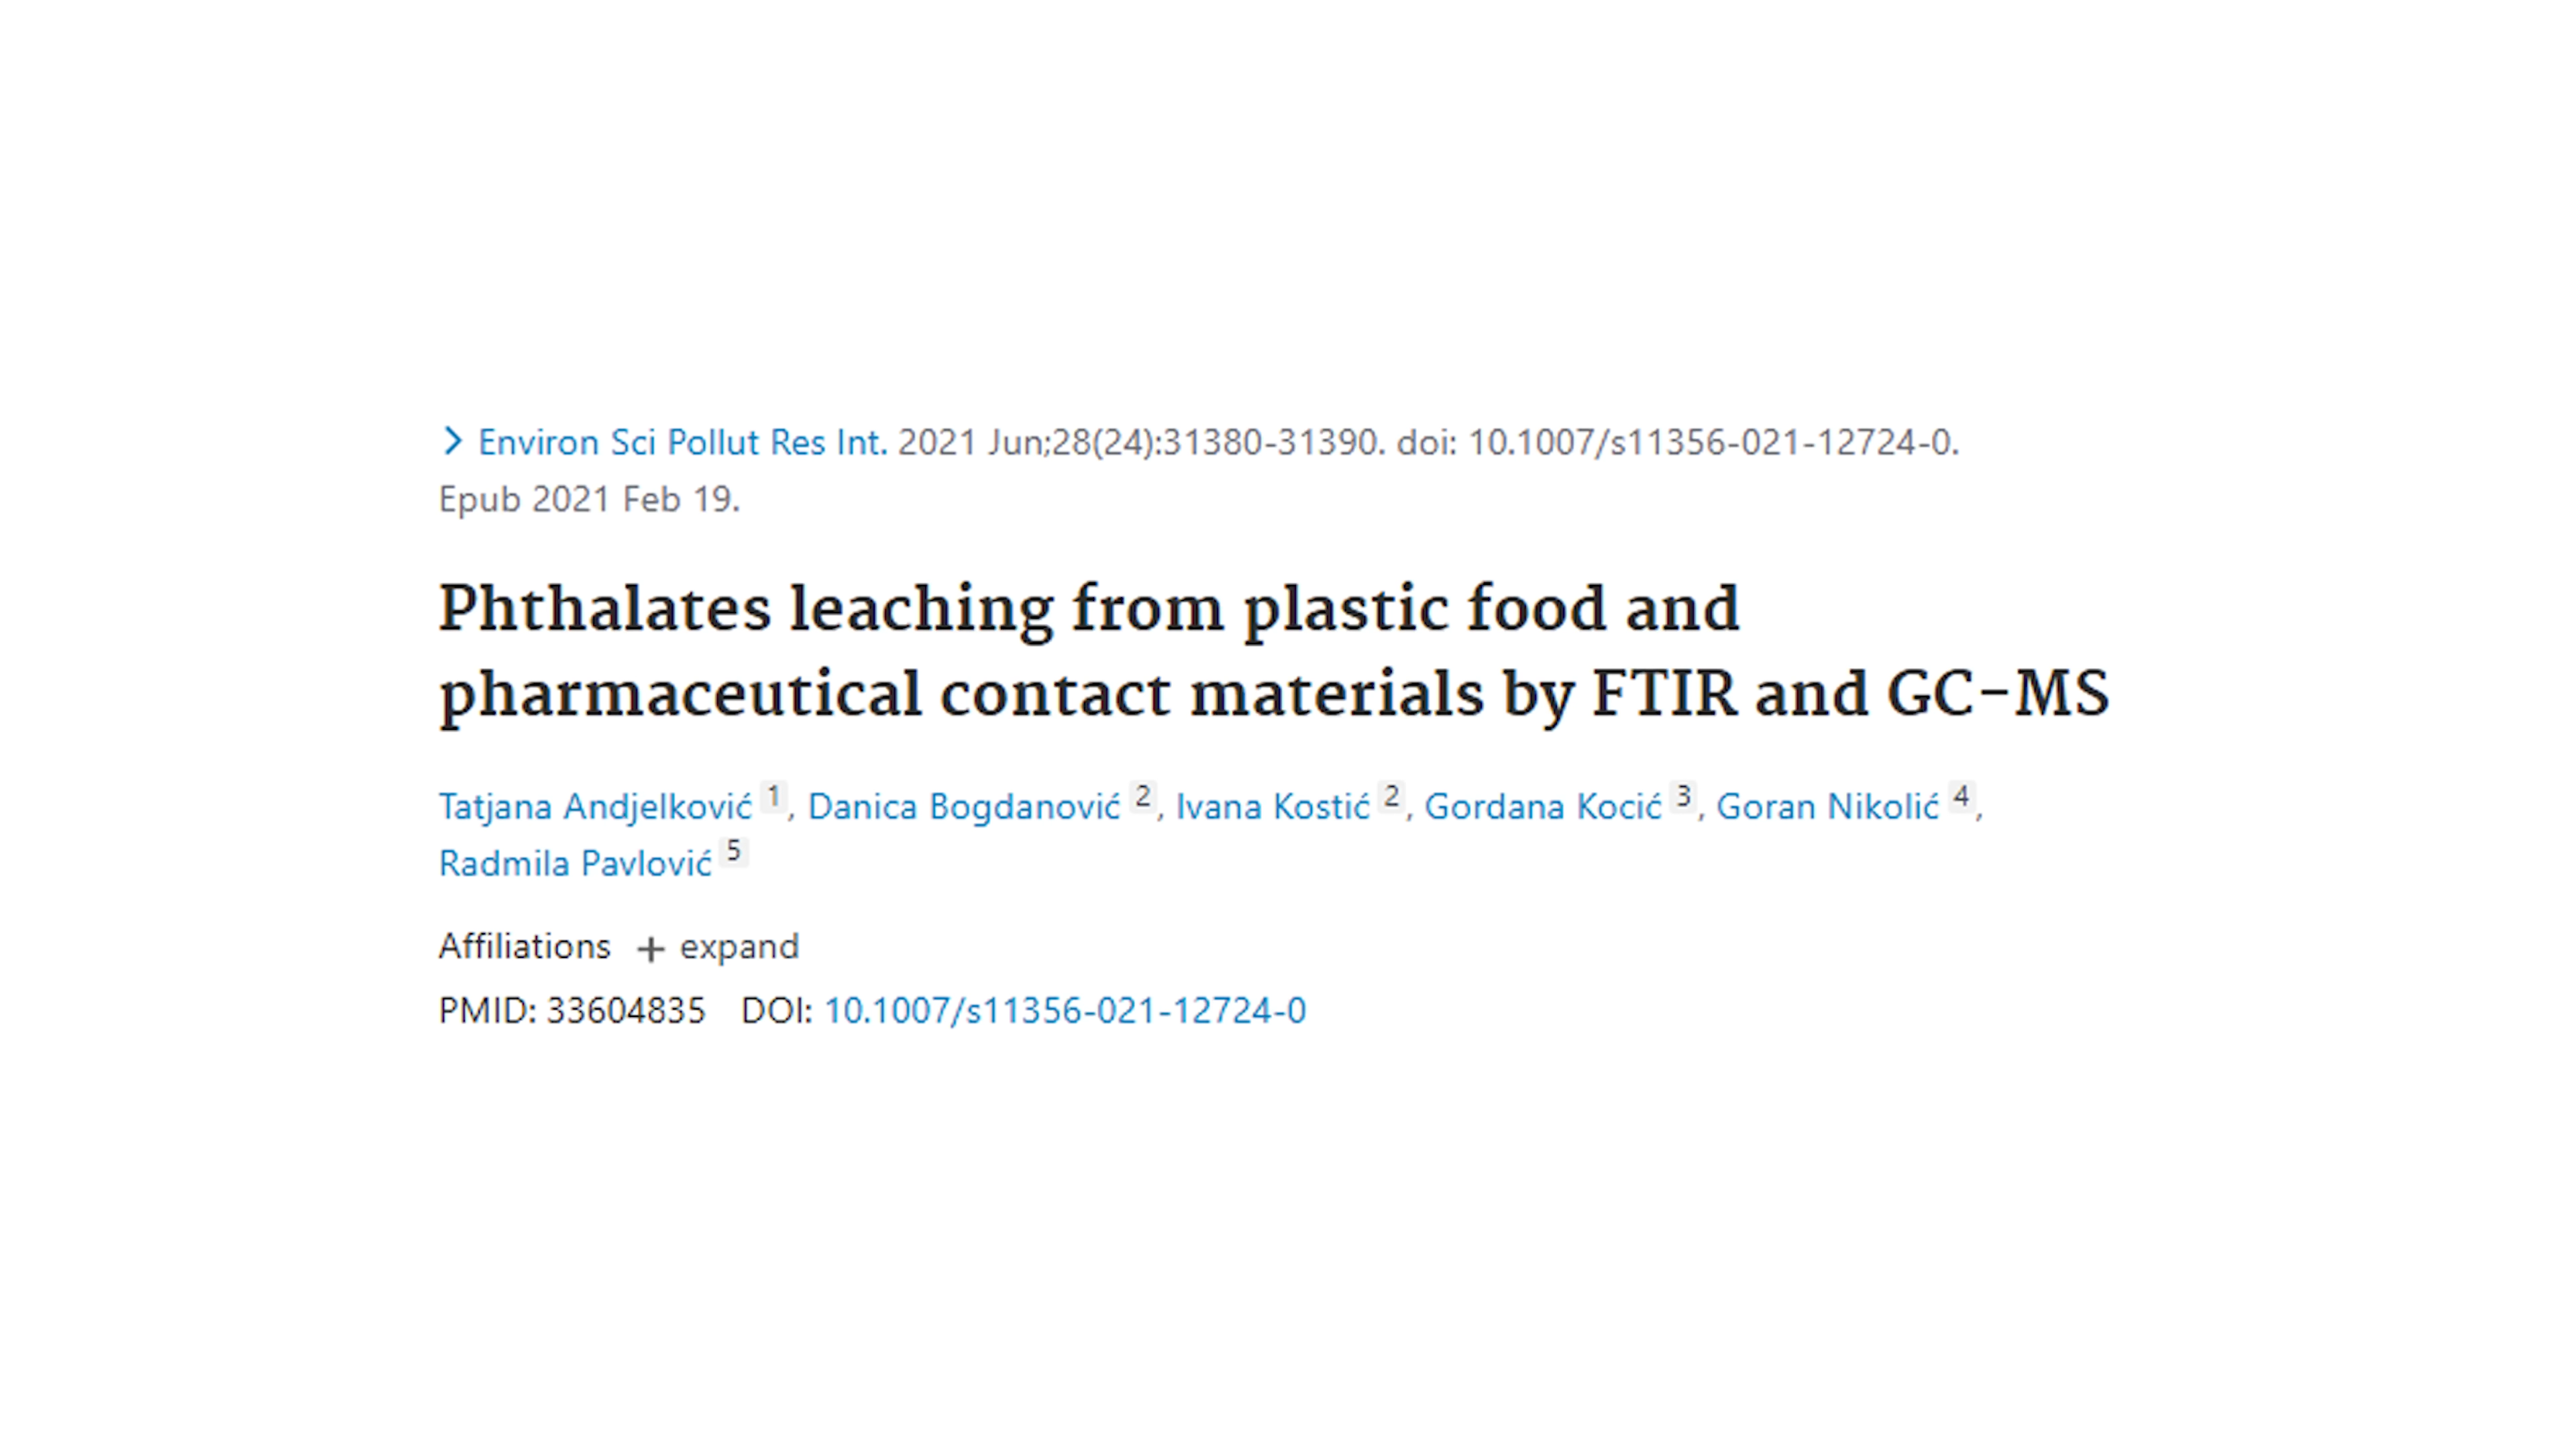 Environ Sci Pollut Res Int. 2021 Jun;28(24):31380-31390. doi: 10.1007/s11356-021-12724-0.
Epub 2021 Feb 19.
Phthalates leaching from plastic food and
pharmaceutical contact materials by FTIR and GC-MS
Tatjana Andjelković 1, Danica Bogdanović 2, Ivana Kostić 2, Gordana Kocić 3, Goran Nikolić 4,
Radmila Pavlović 5
Affiliations + expand
PMID: 33604835 DOI: 10.1007/s11356-021-12724-0